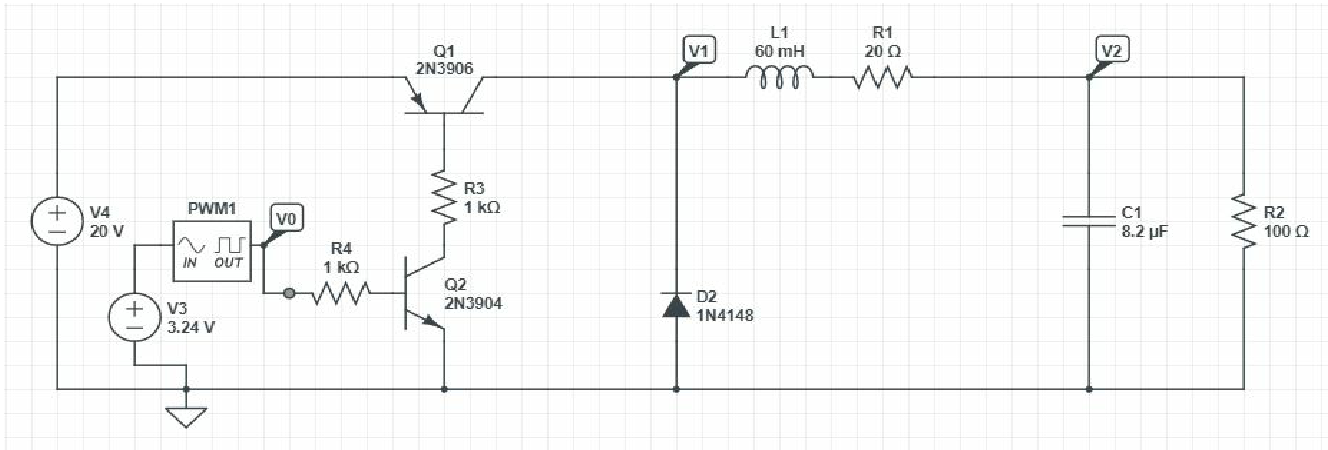 Q1
2N3906
V1
L1
60 mH
R1
20 Ω
V2
V4
20 V
PWM1
IN OUT
V0
R3
1 kΩ
R4
1 kΩ
Q2
2N3904
V3
3.24 V
D2
1N4148
C1
8.2 µF
R2
100 Ω